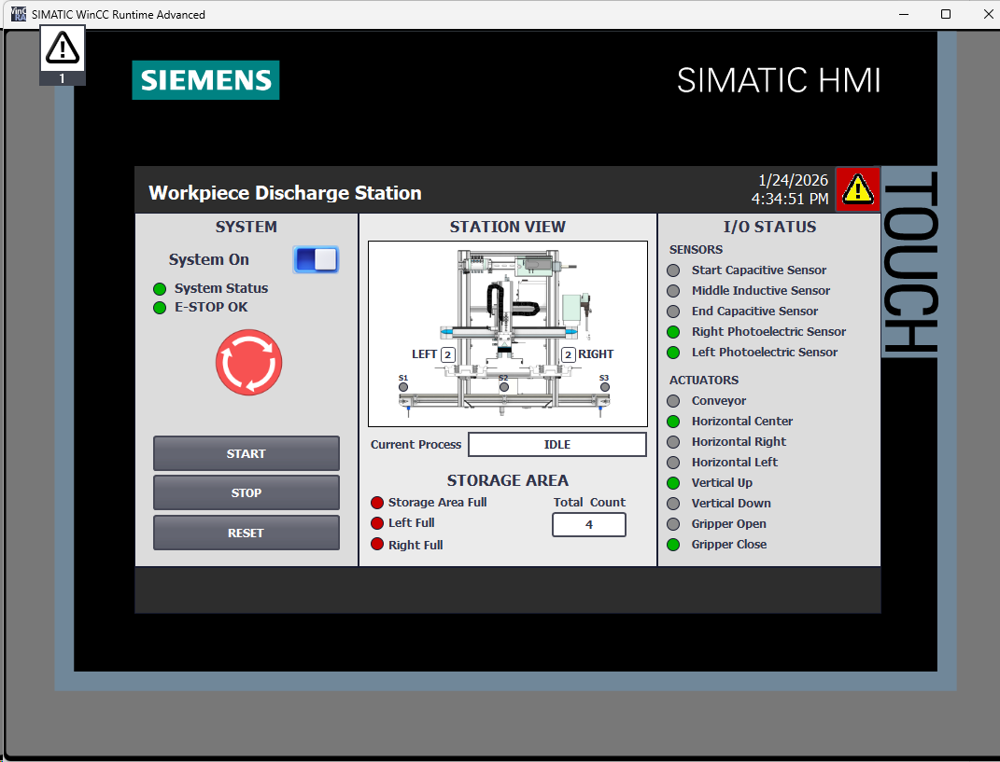 SIMATIC WinCC Runtime Advanced
1
SIEMENS
SIMATIC HMI
TOUCH
Workpiece Discharge Station
1/24/2026
4:34:51 PM
SYSTEM
System On
System Status
E-STOP OK
START
STOP
RESET
STATION VIEW
LEFT 2
2 RIGHT
S1
S2
S3
Current Process IDLE
STORAGE AREA
Storage Area Full
Left Full
Right Full
Total Count
4
I/O STATUS
SENSORS
Start Capacitive Sensor
Middle Inductive Sensor
End Capacitive Sensor
Right Photoelectric Sensor
Left Photoelectric Sensor
ACTUATORS
Conveyor
Horizontal Center
Horizontal Right
Horizontal Left
Vertical Up
Vertical Down
Gripper Open
Gripper Close